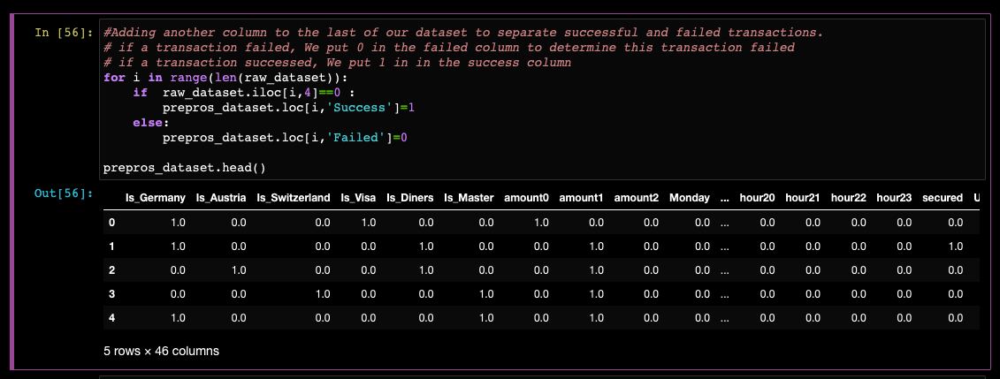 In [56]: #Adding another column to the last of our dataset to separate successful and failed transactions.
# if a transaction failed, We put 0 in the failed column to determine this transaction failed
# if a transaction successed, We put 1 in in the success column
for i in range(len(raw_dataset)):
    if  raw_dataset.iloc[i,4]==0 :
        prepros_dataset.loc[i,'Success']=1
    else:
        prepros_dataset.loc[i,'Failed']=0
prepros_dataset.head()
Out[56]:
Is_Germany Is_Austria Is_Switzerland Is_Visa Is_Diners Is_Master amount0 amount1 amount2 Monday ... hour20 hour21 hour22 hour23 secured U
0 1.0 0.0 0.0 1.0 0.0 0.0 1.0 0.0 0.0 0.0 ... 0.0 0.0 0.0 0.0 0.0
1 1.0 0.0 0.0 0.0 1.0 0.0 0.0 1.0 0.0 0.0 ... 0.0 0.0 0.0 0.0 1.0
2 0.0 1.0 0.0 0.0 1.0 0.0 0.0 1.0 0.0 0.0 ... 0.0 0.0 0.0 0.0 0.0
3 0.0 0.0 1.0 0.0 0.0 1.0 0.0 1.0 0.0 0.0 ... 0.0 0.0 0.0 0.0 0.0
4 1.0 0.0 0.0 0.0 0.0 1.0 0.0 1.0 0.0 0.0 ... 0.0 0.0 0.0 0.0 0.0
5 rows × 46 columns